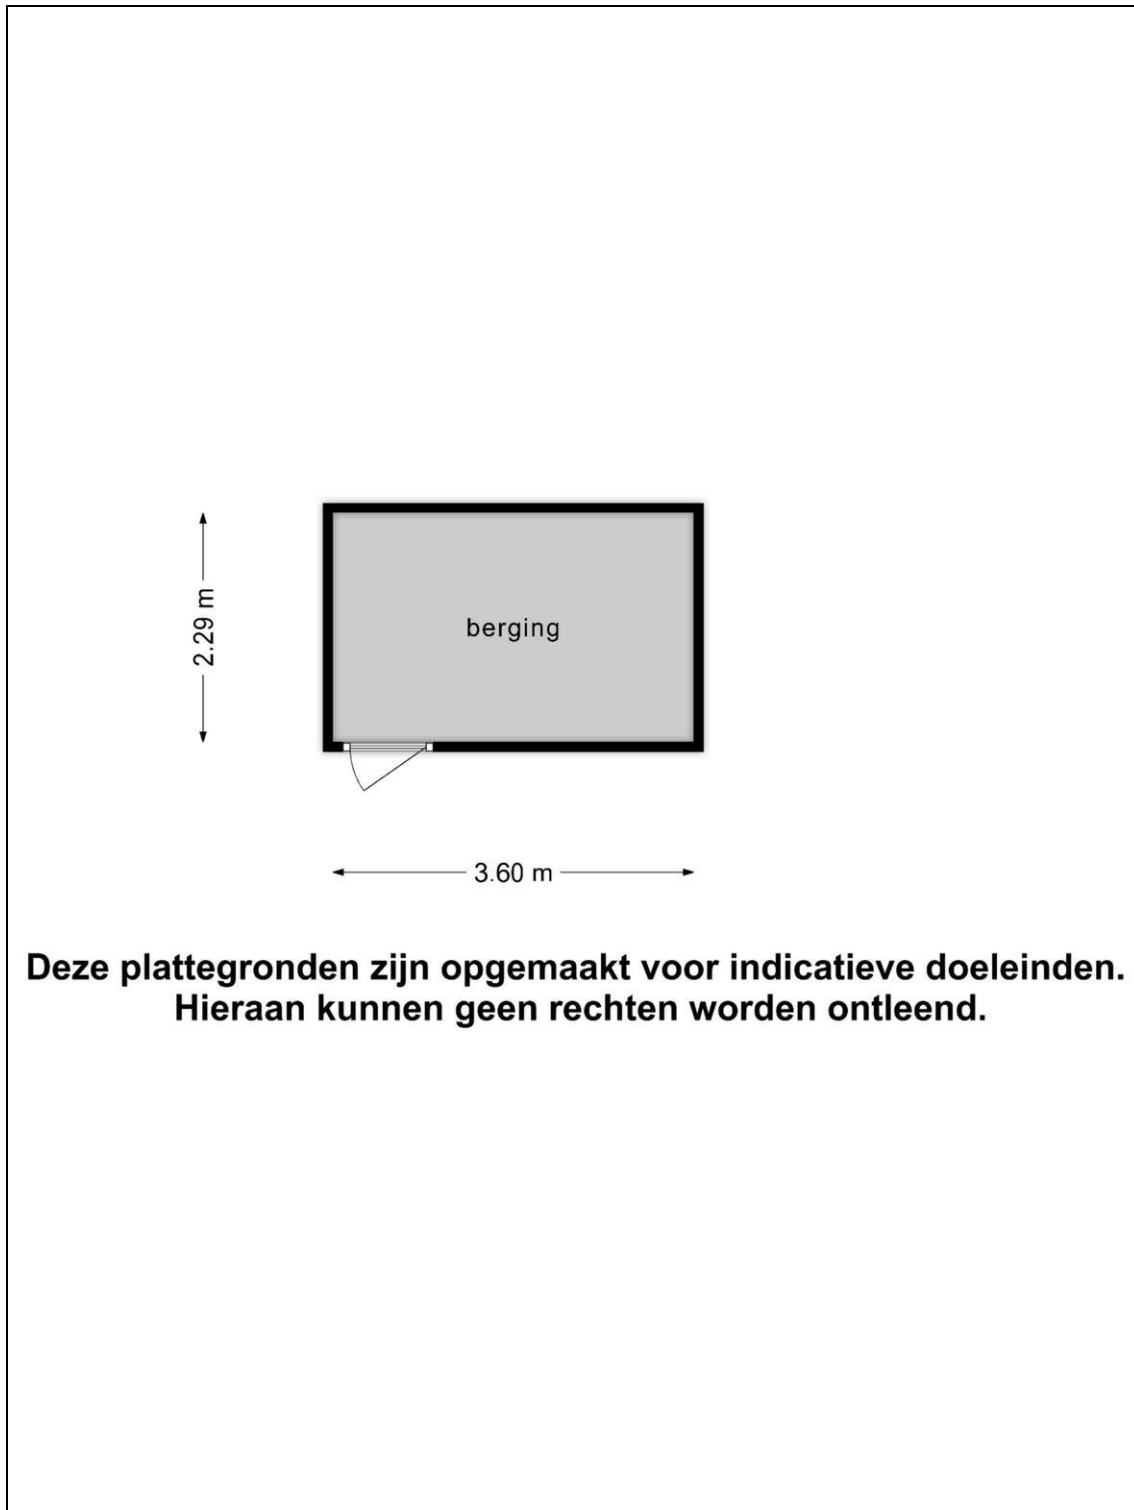 berging
2.29 m
3.60 m
Deze plattegronden zijn opgemaakt voor indicatieve doeleinden.
Hieraan kunnen geen rechten worden ontleend.